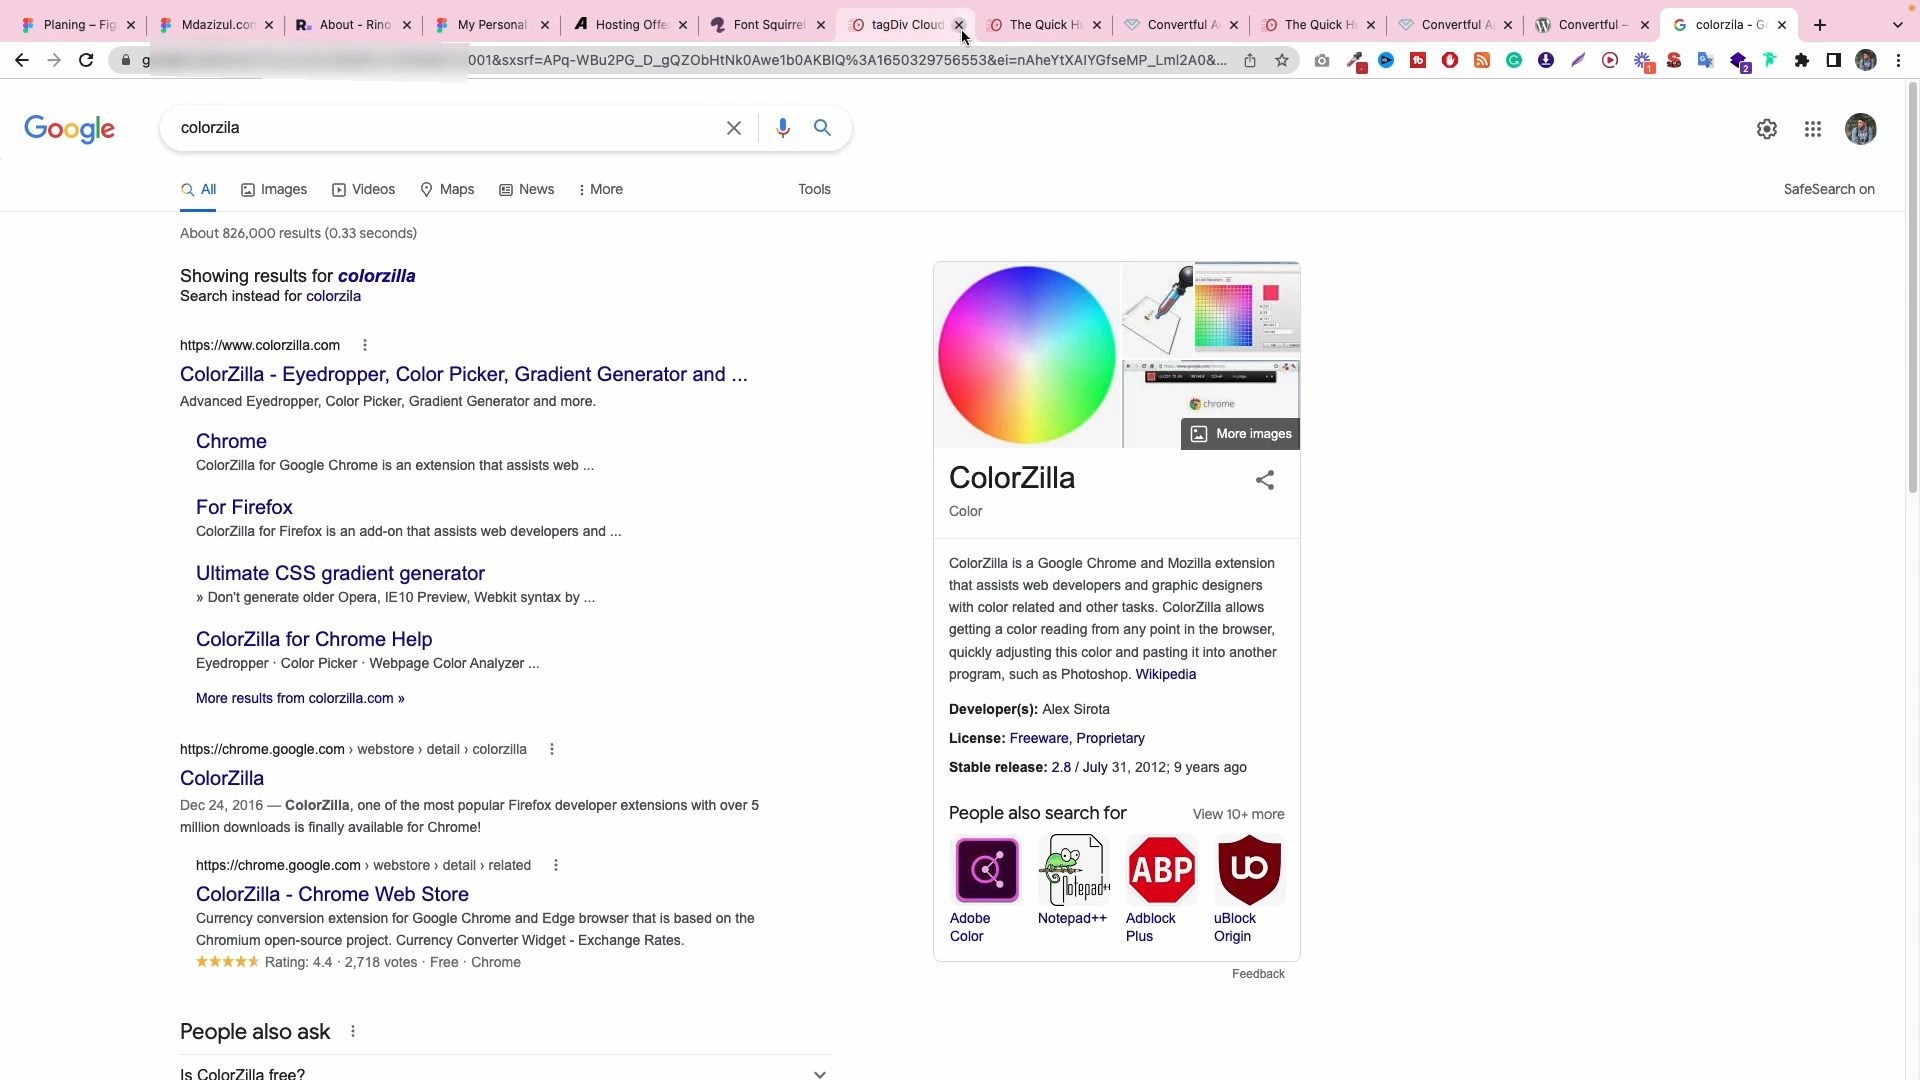 Planing – Fig
Mdazizul.con
About - Rino
My Personal
Hosting Offe
Font Squirrel
tagDiv Cloud
The Quick H
Convertful A
The Quick H
Convertful A
Convertful –
colorzila - G
001&sxsrf=APq-WBu2PG_D_gQZObHtNk0Awe1b0AKBlQ%3A1650329756553&ei=nAheYtXAIYGfseMP_LmI2A0&...
Google
colorzila
All
Images
Videos
Maps
News
More
Tools
SafeSearch on
About 826,000 results (0.33 seconds)
Showing results for colorzilla
Search instead for colorzila
https://www.colorzilla.com
ColorZilla - Eyedropper, Color Picker, Gradient Generator and ...
Advanced Eyedropper, Color Picker, Gradient Generator and more.
Chrome
ColorZilla for Google Chrome is an extension that assists web ...
For Firefox
ColorZilla for Firefox is an add-on that assists web developers and ...
Ultimate CSS gradient generator
» Don't generate older Opera, IE10 Preview, Webkit syntax by ...
ColorZilla for Chrome Help
Eyedropper · Color Picker · Webpage Color Analyzer ...
More results from colorzilla.com »
https://chrome.google.com › webstore › detail › colorzilla
ColorZilla
Dec 24, 2016 — ColorZilla, one of the most popular Firefox developer extensions with over 5
million downloads is finally available for Chrome!
https://chrome.google.com › webstore › detail › related
ColorZilla - Chrome Web Store
Currency conversion extension for Google Chrome and Edge browser that is based on the
Chromium open-source project. Currency Converter Widget - Exchange Rates.
Rating: 4.4 · 2,718 votes · Free · Chrome
People also ask
Is ColorZilla free?
chrome
More images
ColorZilla
Color
ColorZilla is a Google Chrome and Mozilla extension
that assists web developers and graphic designers
with color related and other tasks. ColorZilla allows
getting a color reading from any point in the browser,
quickly adjusting this color and pasting it into another
program, such as Photoshop. Wikipedia
Developer(s): Alex Sirota
License: Freeware, Proprietary
Stable release: 2.8 / July 31, 2012; 9 years ago
People also search for
View 10+ more
Notepad++
ABP
Adobe
Color
Notepad++
Adblock
Plus
uBlock
Origin
Feedback